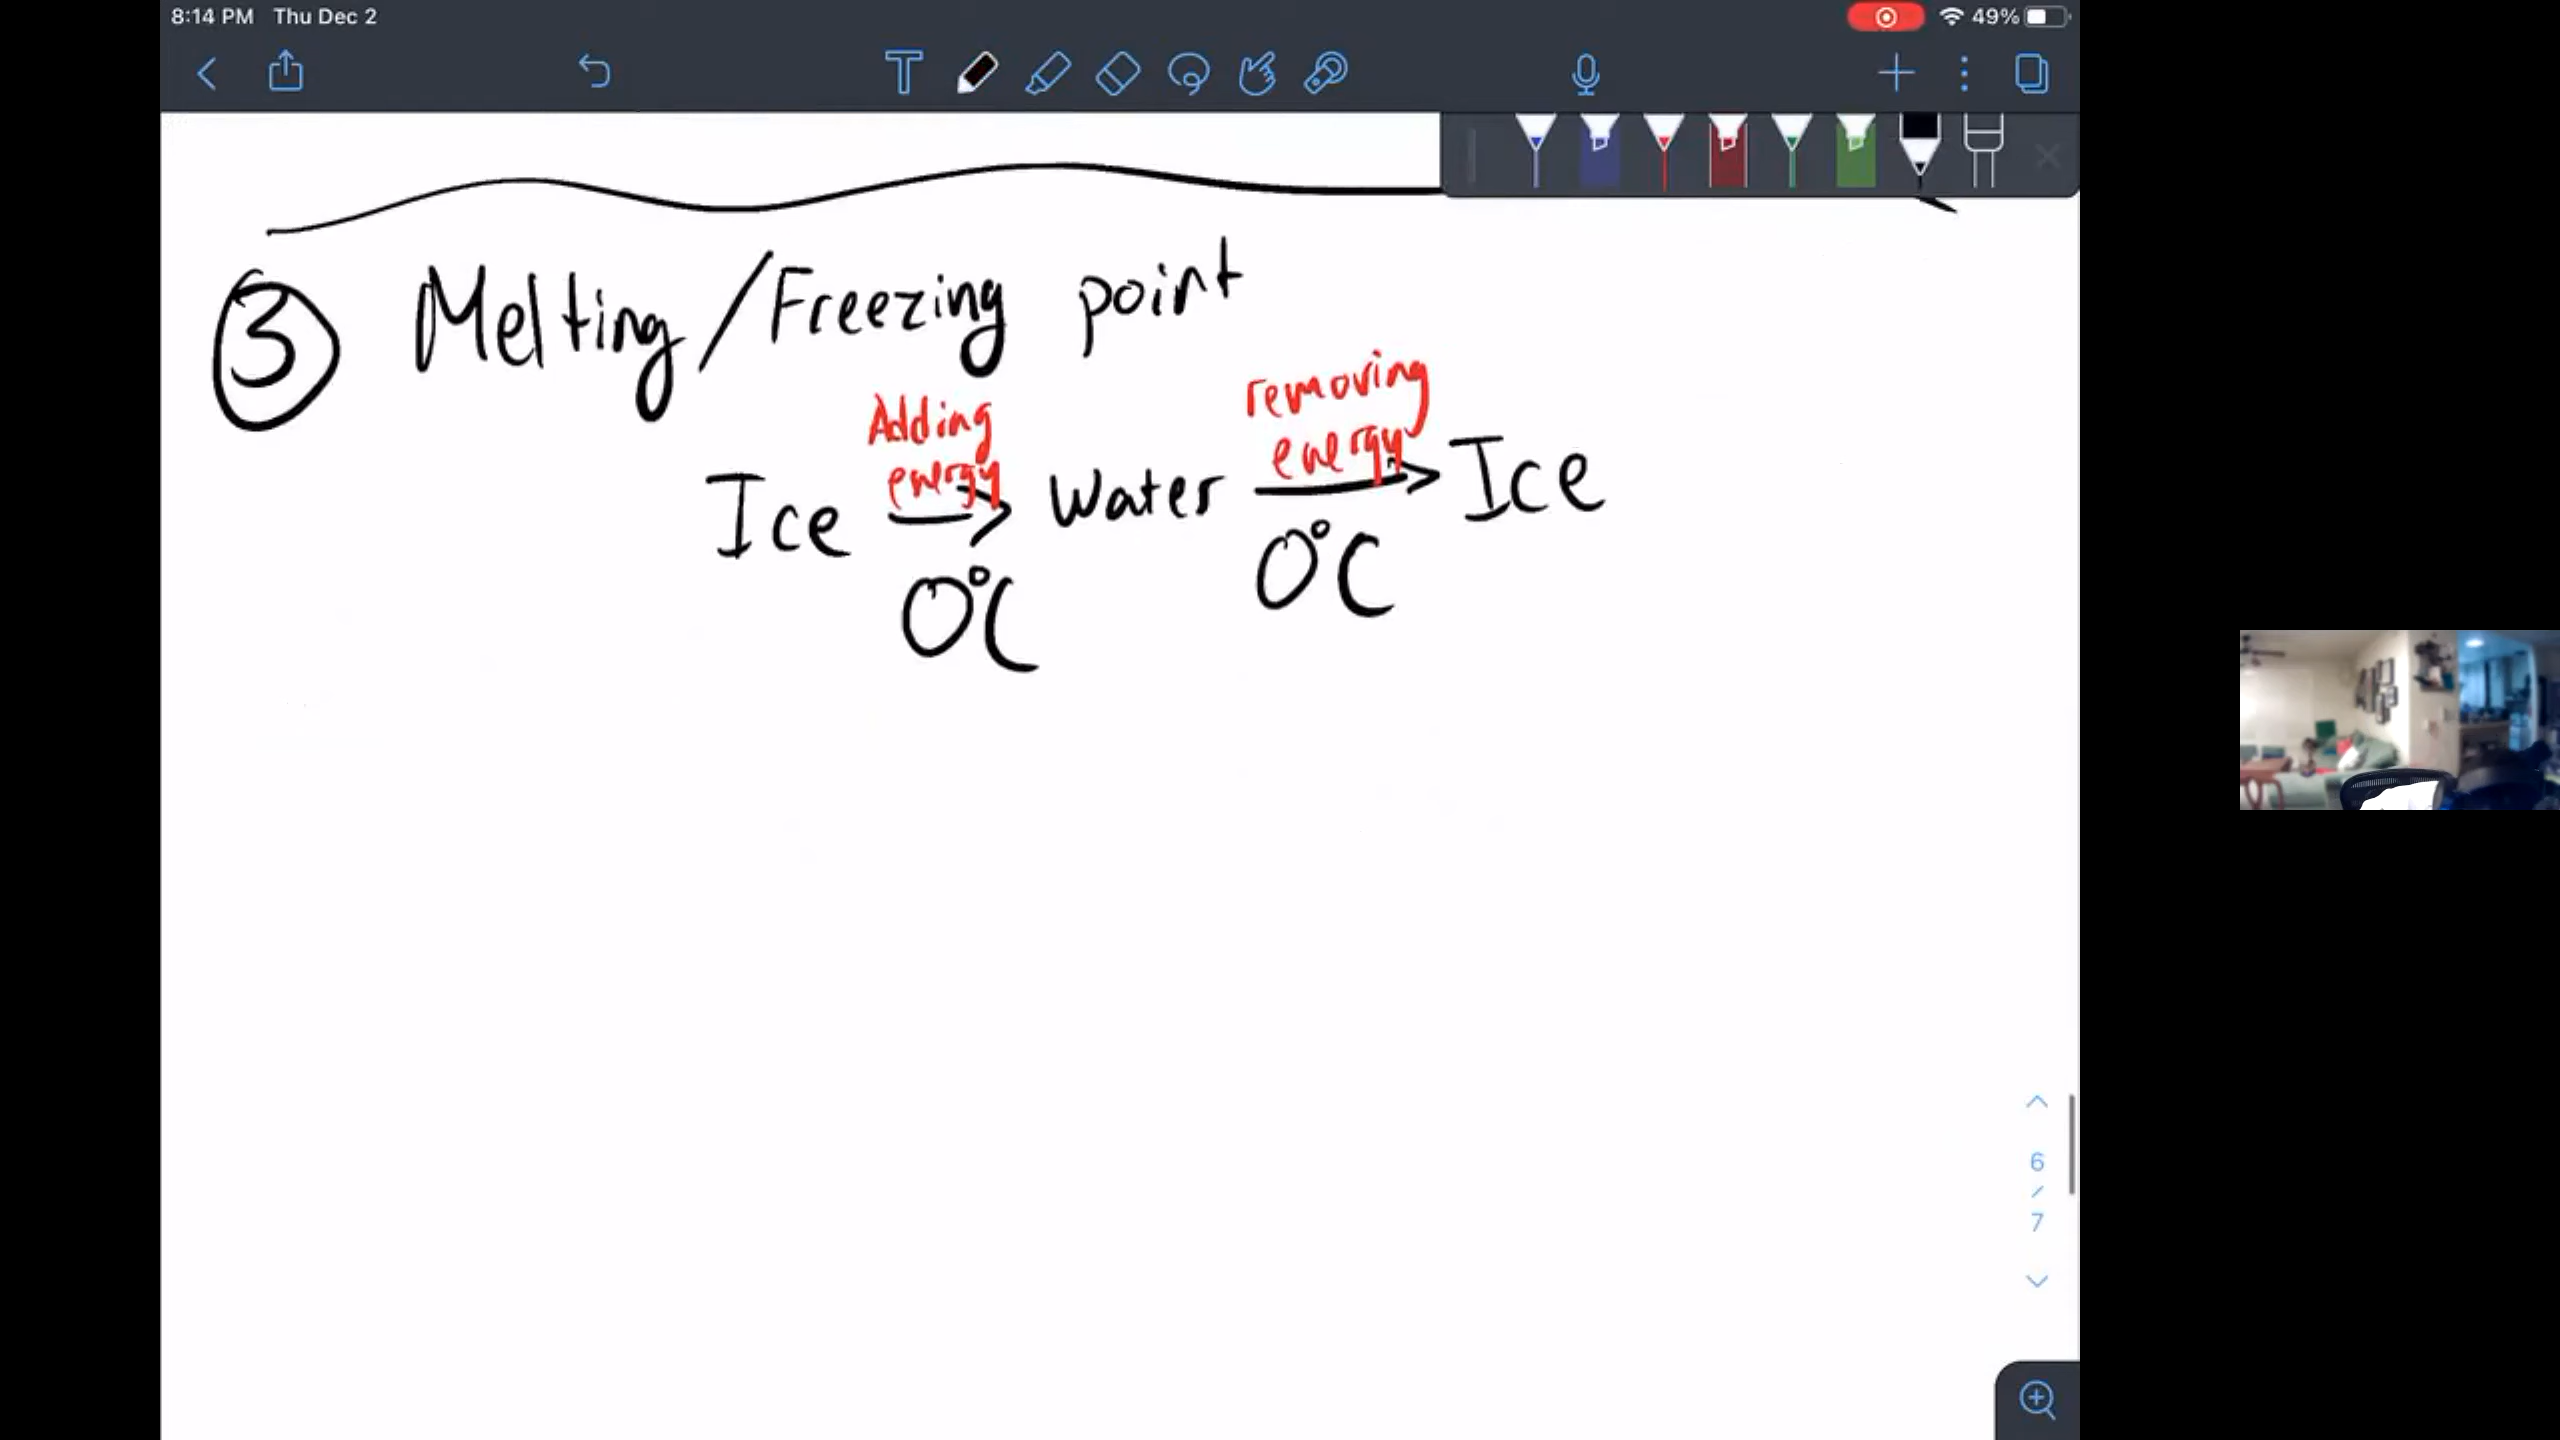 8:14 PM Thu Dec 2
49%
T
3 Melting/Freezing point
Adding energy
removing energy
Ice → Water → Ice
0°C 0°C
6
/
7